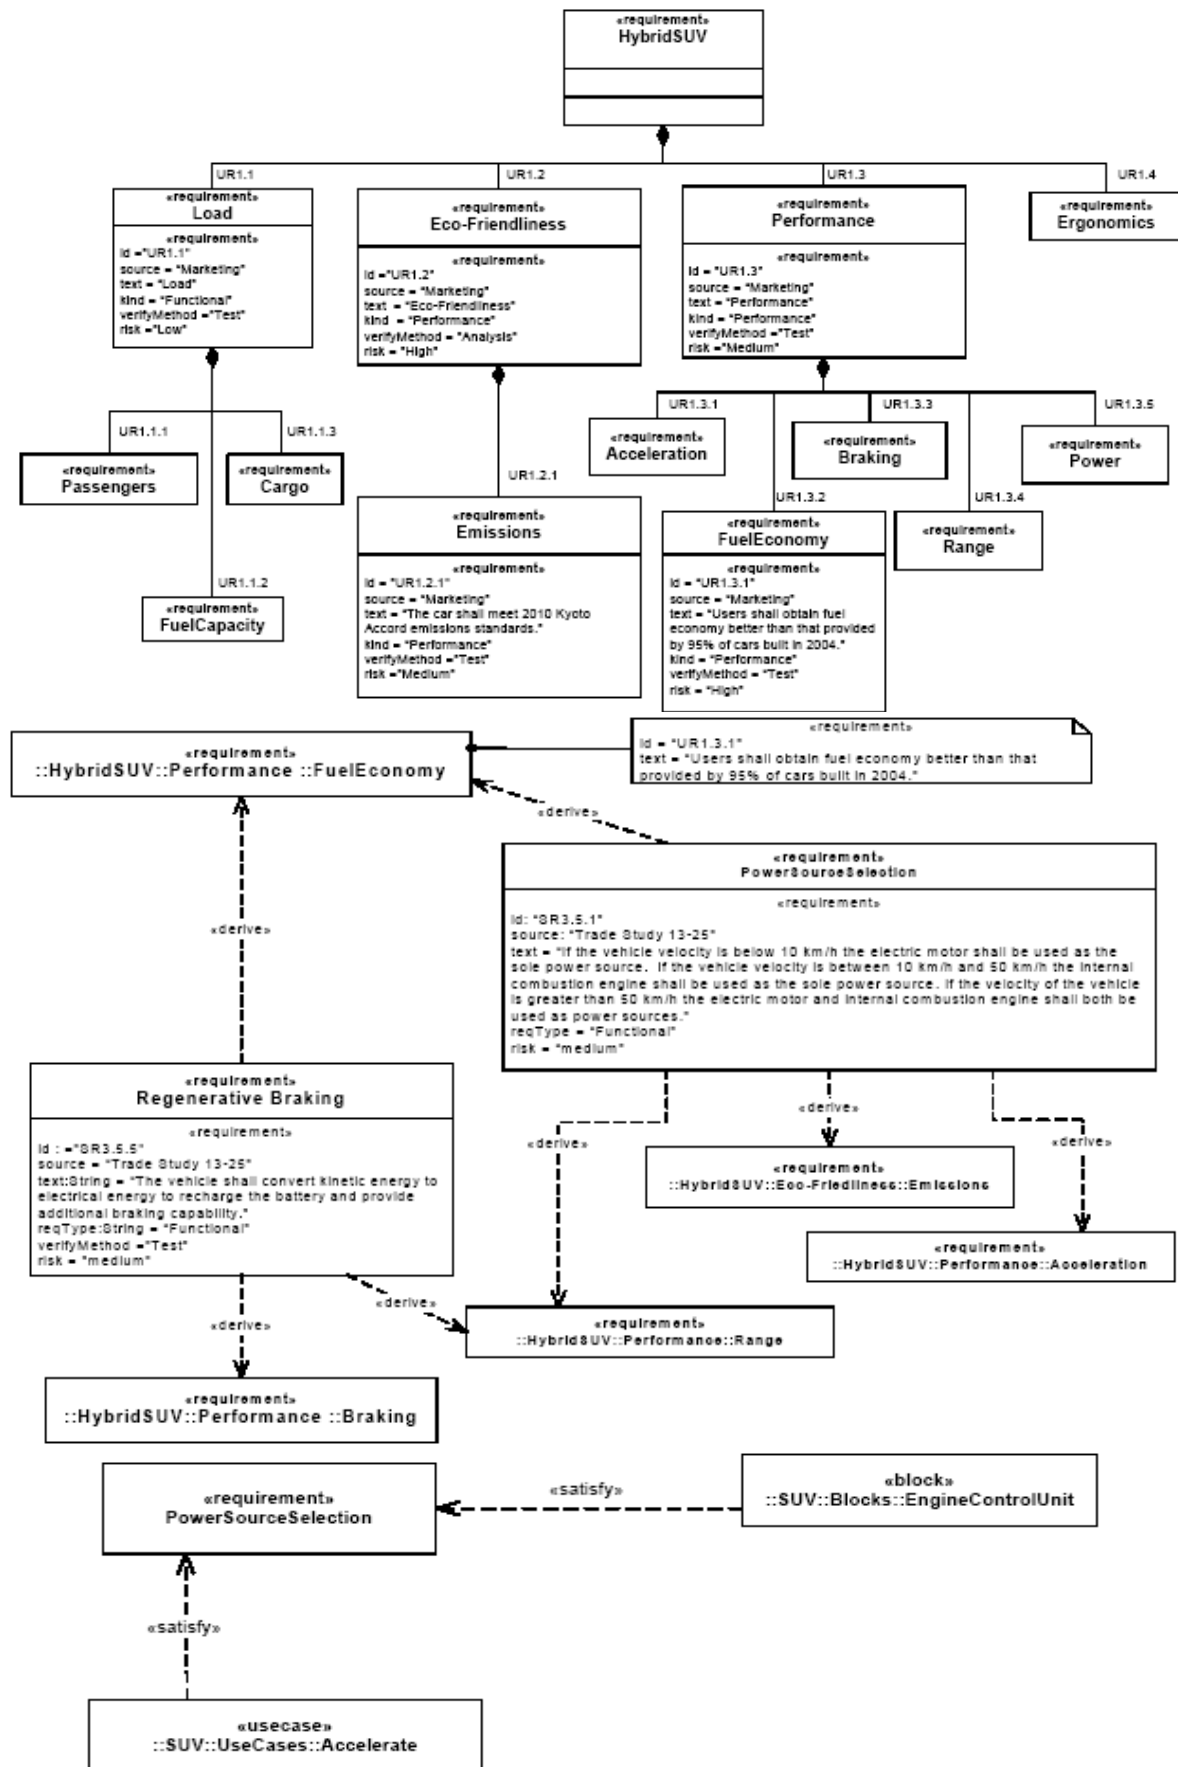 «requirement»
HybridSUV
UR1.1
UR1.2
UR1.3
UR1.4
«requirement»
Load
«requirement»
Id ="UR1.1"
source = "Marketing"
text = "Load"
kind = "Functional"
verifyMethod ="Test"
risk ="Low"
«requirement»
Eco-Friendliness
«requirement»
Id ="UR1.2"
source = "Marketing"
text = "Eco-Friendliness"
kind = "Performance"
verifyMethod = "Analysis"
risk = "High"
«requirement»
Performance
«requirement»
Id = "UR1.3"
source = "Marketing"
text = "Performance"
kind = "Performance"
verifyMethod ="Test"
risk ="Medium"
«requirement»
Ergonomics
UR1.1.1
UR1.1.3
UR1.1.2
«requirement»
Passengers
«requirement»
Cargo
«requirement»
FuelCapacity
UR1.2.1
«requirement»
Emissions
«requirement»
Id = "UR1.2.1"
source = "Marketing"
text = "The car shall meet 2010 Kyoto
Accord emissions standards."
kind = "Performance"
verifyMethod ="Test"
risk ="Medium"
UR1.3.1
UR1.3.3
UR1.3.5
UR1.3.2
UR1.3.4
«requirement»
Acceleration
«requirement»
Braking
«requirement»
Power
«requirement»
FuelEconomy
«requirement»
Id = "UR1.3.1"
source = "Marketing"
text = "Users shall obtain fuel
economy better than that provided
by 95% of cars built in 2004."
kind = "Performance"
verifyMethod ="Test"
risk = "High"
«requirement»
Range
«requirement»
::HybridSUV::Performance ::FuelEconomy
«requirement»
Id = "UR1.3.1"
text = "Users shall obtain fuel economy better than that
provided by 95% of cars built in 2004."
«derive»
«derive»
«requirement»
PowerSourceSelection
«requirement»
Id: "SR3.5.1"
source: "Trade Study 13-25"
text = "If the vehicle velocity is below 10 km/h the electric motor shall be used as the
sole power source. If the vehicle velocity is between 10 km/h and 50 km/h the internal
combustion engine shall be used as the sole power source. If the velocity of the vehicle
is greater than 50 km/h the electric motor and internal combustion engine shall both be
used as power sources."
reqType = "Functional"
risk = "medium"
«requirement»
Regenerative Braking
«requirement»
Id : ="SR3.5.5"
source = "Trade Study 13-25"
text:String = "The vehicle shall convert kinetic energy to
electrical energy to recharge the battery and provide
additional braking capability."
reqType:String = "Functional"
verifyMethod ="Test"
risk = "medium"
«derive»
«derive»
«derive»
«requirement»
::HybridSUV::Eco-Friedliness::Emissions
«requirement»
::HybridSUV::Performance::Acceleration
«derive»
«derive»
«requirement»
::HybridSUV::Performance::Range
«requirement»
::HybridSUV::Performance ::Braking
«requirement»
PowerSourceSelection
«satisfy»
«block»
::SUV::Blocks::EngineControlUnit
«satisfy»
«usecase»
::SUV::UseCases::Accelerate